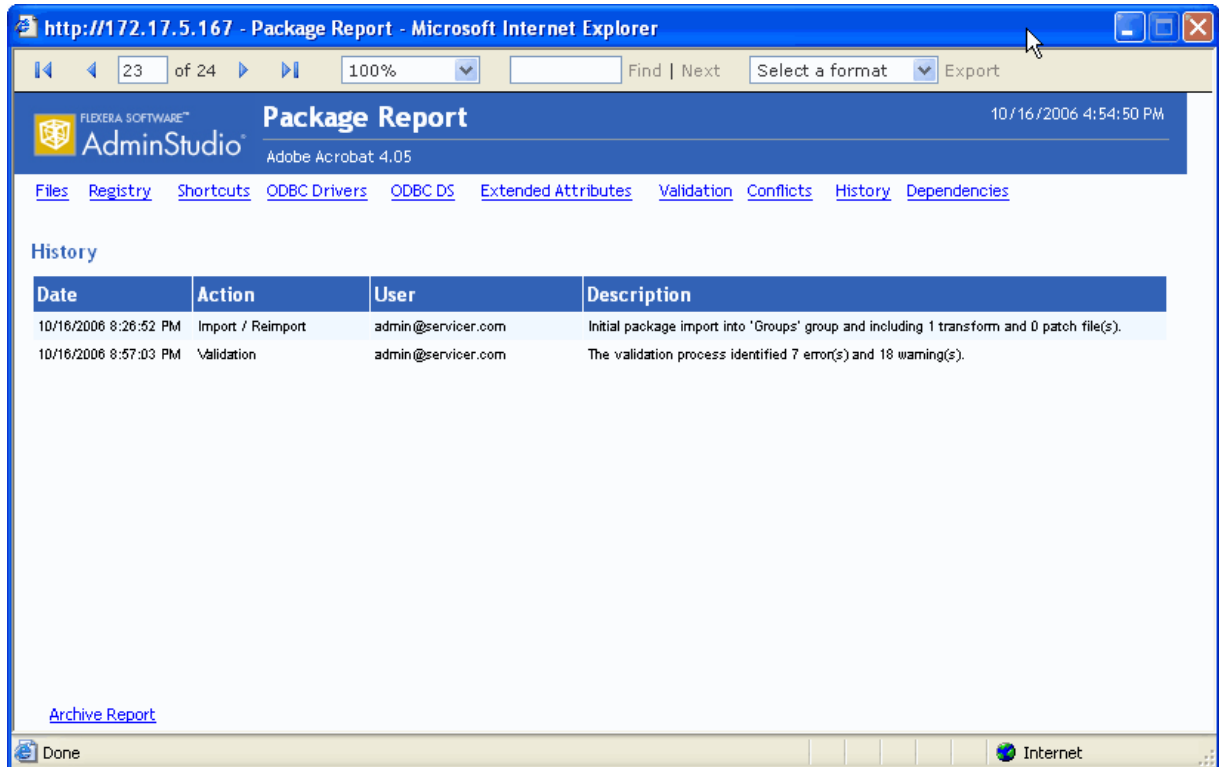 http://172.17.5.167 - Package Report - Microsoft Internet Explorer
23 of 24 100% Find | Next Select a format Export
FLEXERA SOFTWARE™ Package Report 10/16/2006 4:54:50 PM
AdminStudio® Adobe Acrobat 4.05
Files Registry Shortcuts ODBC Drivers ODBC DS Extended Attributes Validation Conflicts History Dependencies
History
Date Action User Description
10/16/2006 8:26:52 PM Import / Reimport admin@servicer.com Initial package import into 'Groups' group and including 1 transform and 0 patch file(s).
10/16/2006 8:57:03 PM Validation admin@servicer.com The validation process identified 7 error(s) and 18 warning(s).
Archive Report
Done Internet